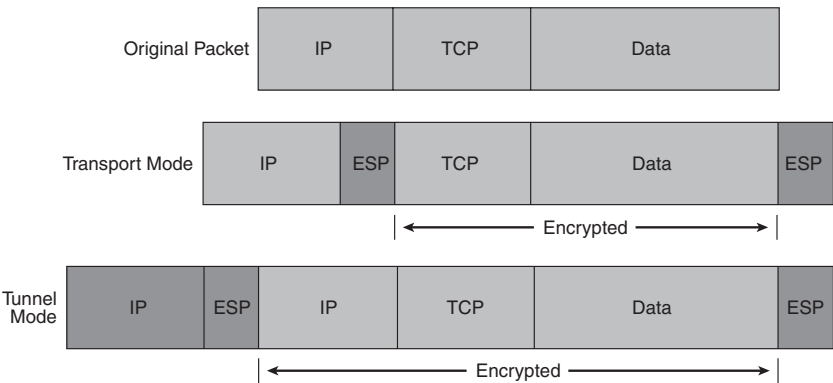 Original Packet IP TCP Data
Transport Mode IP ESP TCP Data ESP
Encrypted
Tunnel
Mode
IP ESP IP TCP Data ESP
Encrypted